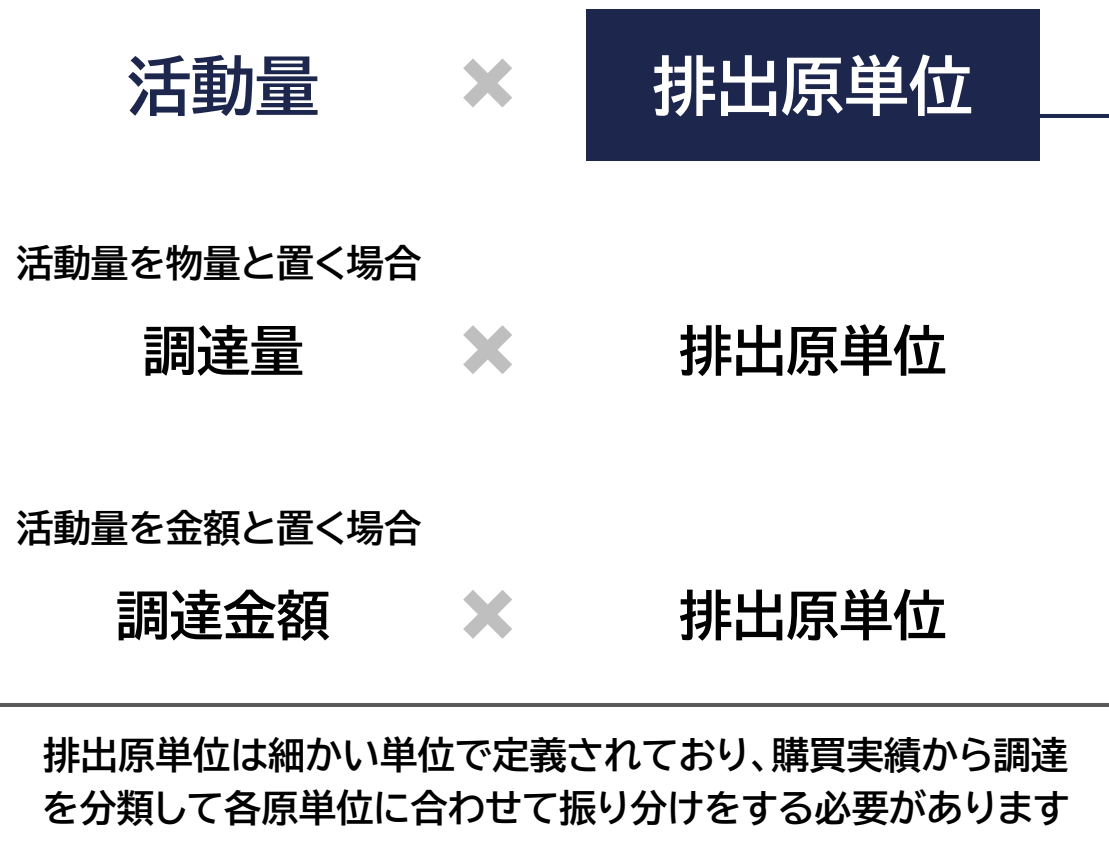 活動量 × 排出原単位
活動量を物量と置く場合
調達量 × 排出原単位
活動量を金額と置く場合
調達金額 × 排出原単位
排出原単位は細かい単位で定義されており、購買実績から調達
を分類して各原単位に合わせて振り分けをする必要があります